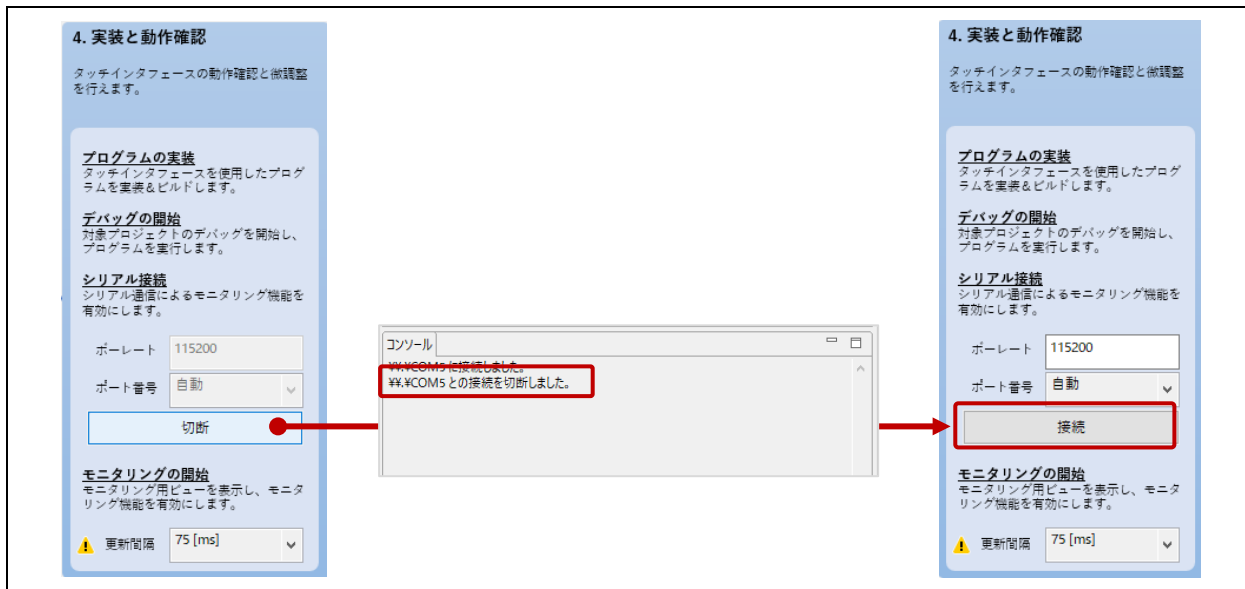 4. 実装と動作確認
タッチインタフェースの動作確認と微調整
を行えます。
プログラムの実装
タッチインタフェースを使用したプログ
ラムを実装&ビルドします。
デバッグの開始
対象プロジェクトのデバッグを開始し、
プログラムを実行します。
シリアル接続
シリアル通信によるモニタリング機能を
有効にします。
ボーレート 115200
ポート番号 自動
切断
モニタリングの開始
モニタリング用ビューを表示し、モニタ
リング機能を有効にします。
更新間隔 75 [ms]
コンソール
¥¥.¥COM5 に接続しました。
¥¥.¥COM5 との接続を切断しました。
4. 実装と動作確認
タッチインタフェースの動作確認と微調整
を行えます。
プログラムの実装
タッチインタフェースを使用したプログ
ラムを実装&ビルドします。
デバッグの開始
対象プロジェクトのデバッグを開始し、
プログラムを実行します。
シリアル接続
シリアル通信によるモニタリング機能を
有効にします。
ボーレート 115200
ポート番号 自動
接続
モニタリングの開始
モニタリング用ビューを表示し、モニタ
リング機能を有効にします。
更新間隔 75 [ms]